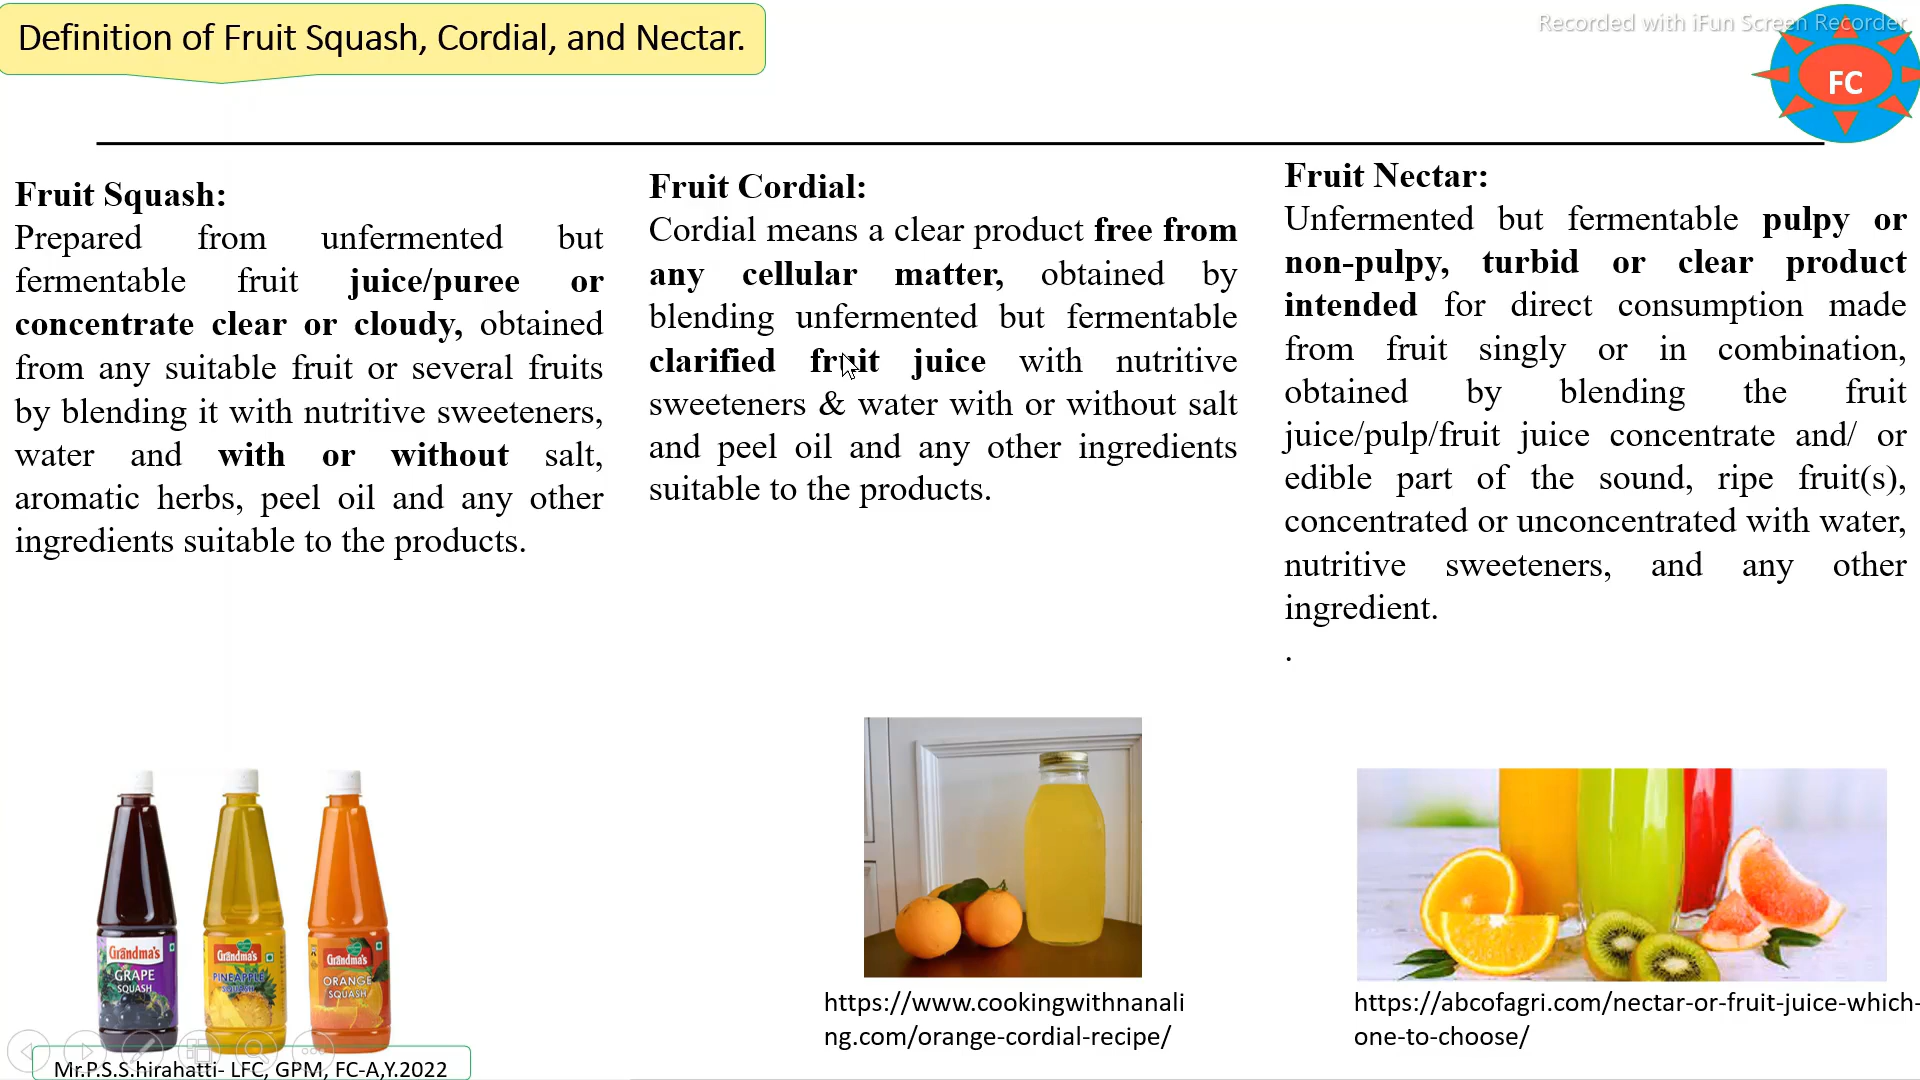 Definition of Fruit Squash, Cordial, and Nectar.
Recorded with iFun Screen Recorder
FC
Fruit Squash:
Prepared from unfermented but
fermentable fruit juice/puree or
concentrate clear or cloudy, obtained
from any suitable fruit or several fruits
by blending it with nutritive sweeteners,
water and with or without salt,
aromatic herbs, peel oil and any other
ingredients suitable to the products.
Fruit Cordial:
Cordial means a clear product free from
any cellular matter, obtained by
blending unfermented but fermentable
clarified fruit juice with nutritive
sweeteners & water with or without salt
and peel oil and any other ingredients
suitable to the products.
Fruit Nectar:
Unfermented but fermentable pulpy or
non-pulpy, turbid or clear product
intended for direct consumption made
from fruit singly or in combination,
obtained by blending the fruit
juice/pulp/fruit juice concentrate and/ or
edible part of the sound, ripe fruit(s),
concentrated or unconcentrated with water,
nutritive sweeteners, and any other
ingredient.
.
Grandma's
GRAPE
SQUASH
Grandma's
PINEAPPLE
SQUASH
Grandma's
ORANGE
SQUASH
https://www.cookingwithnanali
ng.com/orange-cordial-recipe/
https://abcofagri.com/nectar-or-fruit-juice-which-
one-to-choose/
Mr.P.S.S.hirahatti- LFC, GPM, FC-A,Y.2022